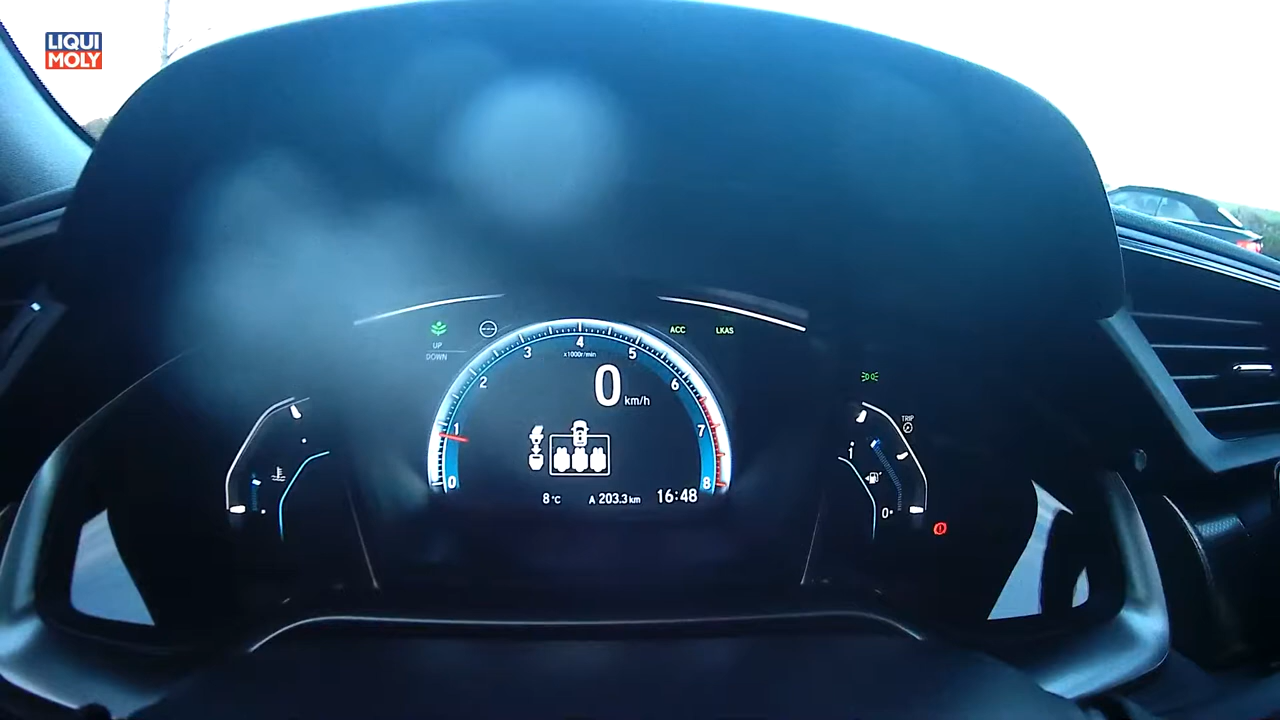 LIQUI
MOLY
UP
DOWN
ACC
LKAS
4
x1000r/min
3
5
2
6
1
7
0
8
0 km/h
8 °C
A 203.3 km
16:48
TRIP
0